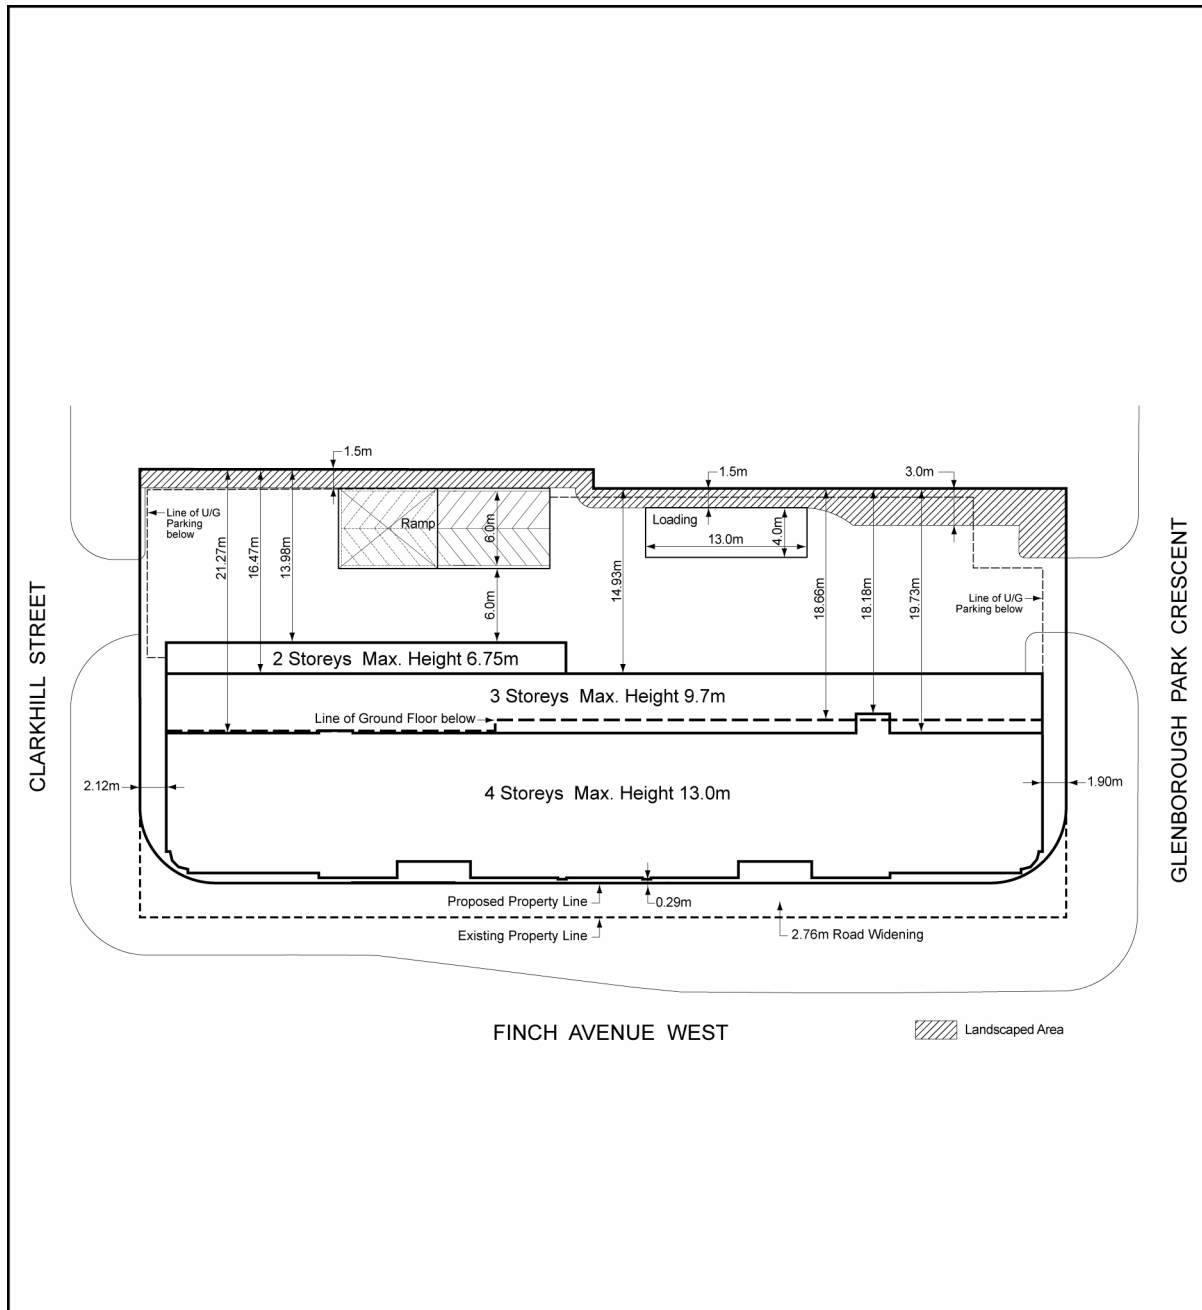 1.5m
1.5m
3.0m
Line of U/G
Parking
below
Ramp
6.0m
Loading
13.0m
4.0m
21.27m
16.47m
13.98m
6.0m
14.93m
18.66m
18.18m
19.73m
Line of U/G
Parking below
CLARKHILL STREET
GLENBOROUGH PARK CRESCENT
2 Storeys Max. Height 6.75m
3 Storeys Max. Height 9.7m
Line of Ground Floor below
2.12m
4 Storeys Max. Height 13.0m
1.90m
Proposed Property Line
0.29m
Existing Property Line
2.76m Road Widening
FINCH AVENUE WEST
Landscaped Area